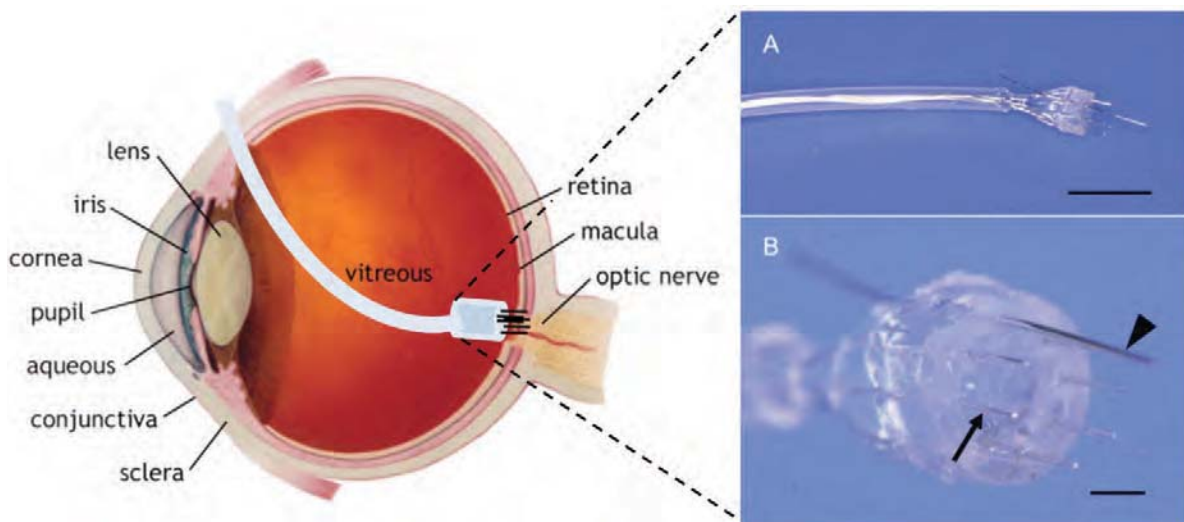 lens
iris
cornea
pupil
aqueous
conjunctiva
sclera
vitreous
retina
macula
optic nerve
A
B